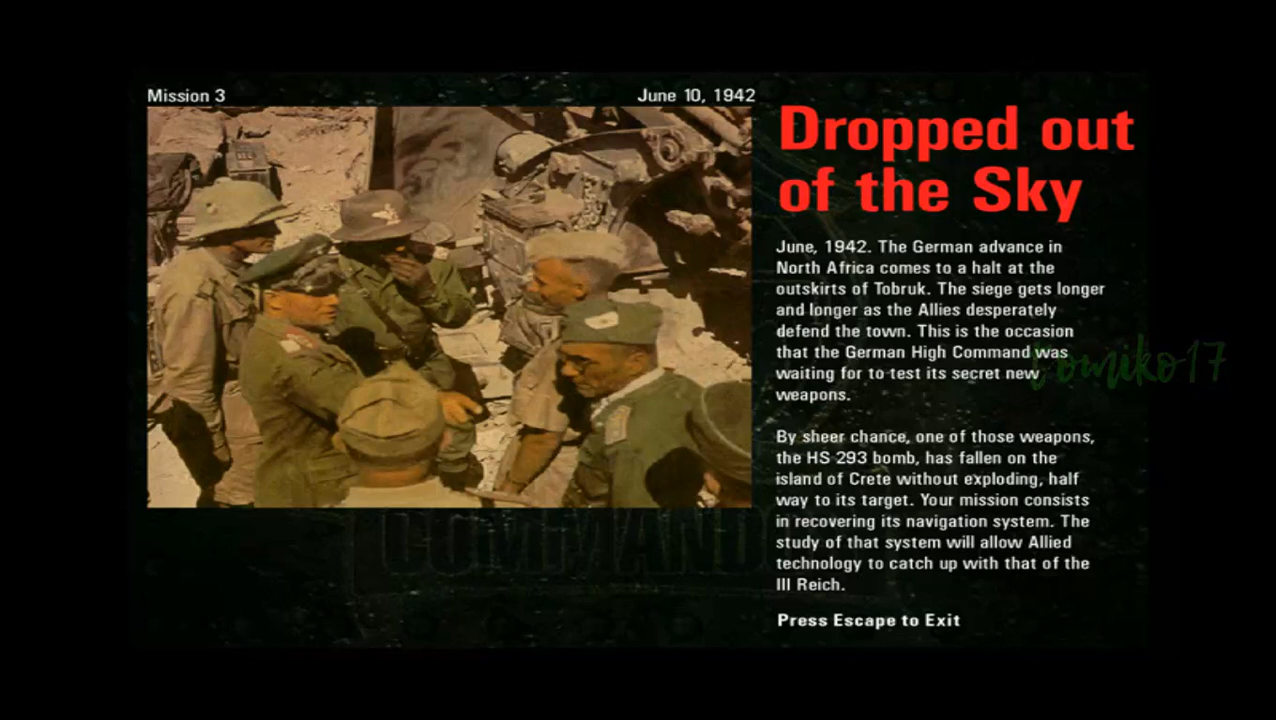 Mission 3
June 10, 1942
Dropped out
of the Sky
June, 1942. The German advance in
North Africa comes to a halt at the
outskirts of Tobruk. The siege gets longer
and longer as the Allies desperately
defend the town. This is the occasion
that the German High Command was
waiting for to test its secret new
weapons.
By sheer chance, one of those weapons,
the HS 293 bomb, has fallen on the
island of Crete without exploding, half
way to its target. Your mission consists
in recovering its navigation system. The
study of that system will allow Allied
technology to catch up with that of the
III Reich.
Press Escape to Exit
COMMANDO